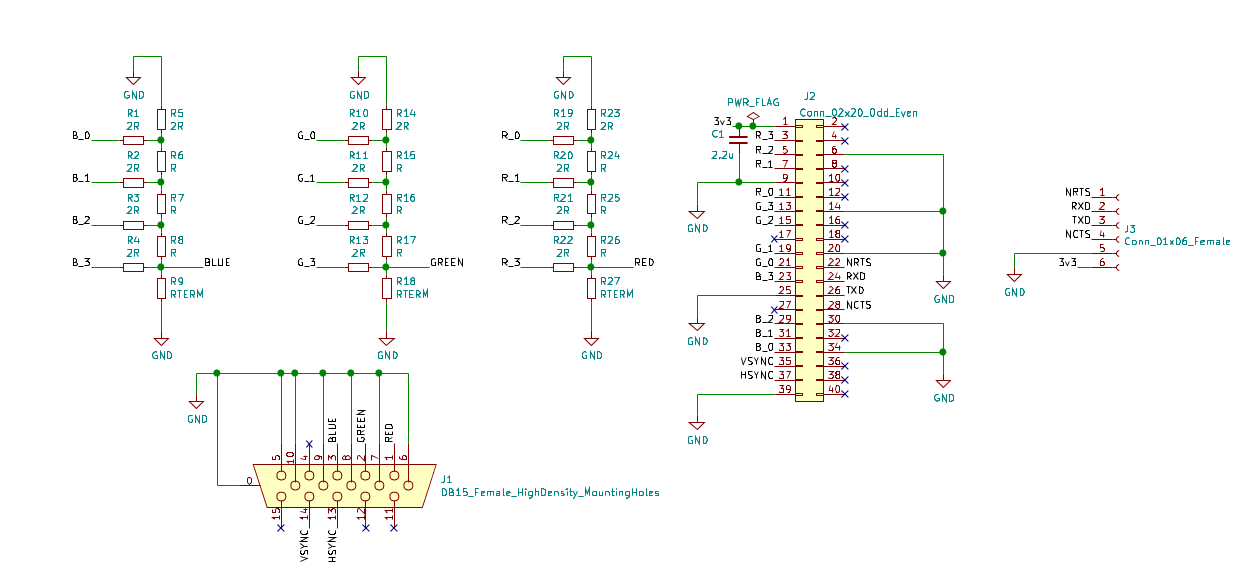 GND
R1
2R
R5
2R
B_0
R2
2R
R6
R
B_1
R3
2R
R7
R
B_2
R4
2R
R8
R
B_3
BLUE
R9
RTERM
GND
GND
R10
2R
R14
2R
G_0
R11
2R
R15
R
G_1
R12
2R
R16
R
G_2
R13
2R
R17
R
G_3
GREEN
R18
RTERM
GND
GND
R19
2R
R23
2R
R_0
R20
2R
R24
R
R_1
R21
2R
R25
R
R_2
R22
2R
R26
R
R_3
RED
R27
RTERM
GND
J2
Conn_02x20_Odd_Even
PWR_FLAG
3v3
C1
2.2u
GND
1 2
R_3 3 4
R_2 5 6
R_1 7 8
9 10
R_0 11 12
G_3 13 14
G_2 15 16
17 18
G_1 19 20
G_0 21 22 NRTS
B_3 23 24 RXD
25 26 TXD
27 28 NCTS
B_2 29 30
B_1 31 32
B_0 33 34
VSYNC 35 36
HSYNC 37 38
39 40
GND
GND
GND
GND
NRTS 1
RXD 2
TXD 3
NCTS 4
5
3v3 6
J3
Conn_01x06_Female
GND
GND
BLUE
GREEN
RED
5 10 4 9 3 8 2 7 1 6
0
J1
DB15_Female_HighDensity_MountingHoles
15 14 13 12 11
VSYNC
HSYNC